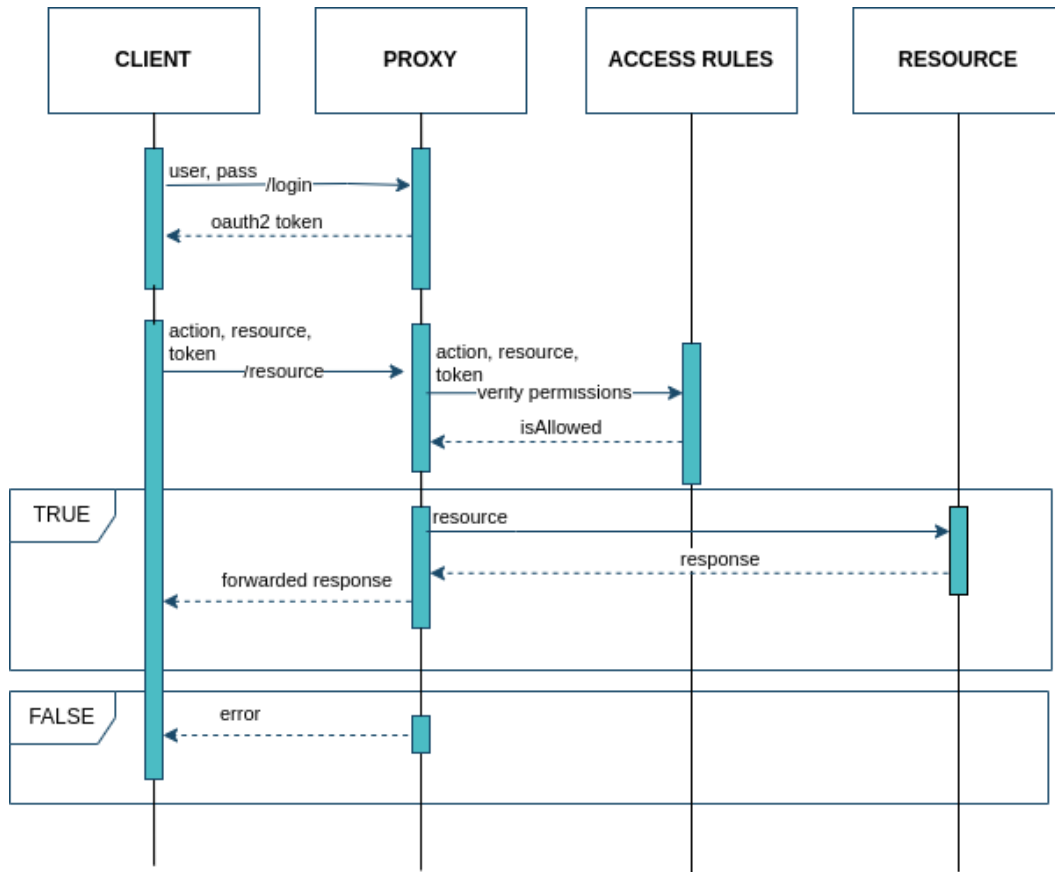 CLIENT
PROXY
ACCESS RULES
RESOURCE
user, pass
/login
oauth2 token
action, resource,
token
/resource
action, resource,
token
verify permissions
isAllowed
TRUE
resource
response
forwarded response
FALSE
error